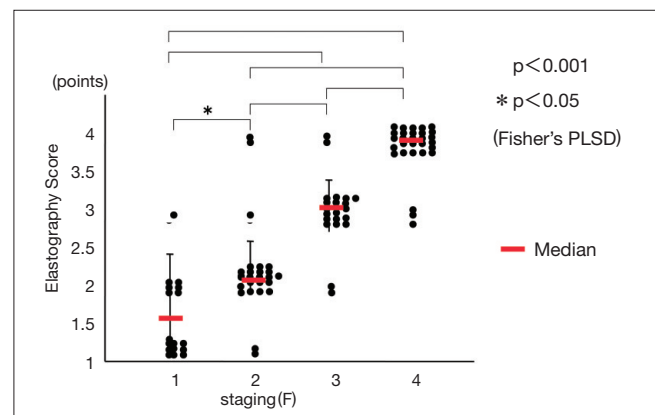 (points)
p＜0.001
＊p＜0.05
(Fisher's PLSD)
*
Elastography Score
4
3.5
3
2.5
2
1.5
1
Median
1 2 3 4
staging(F)